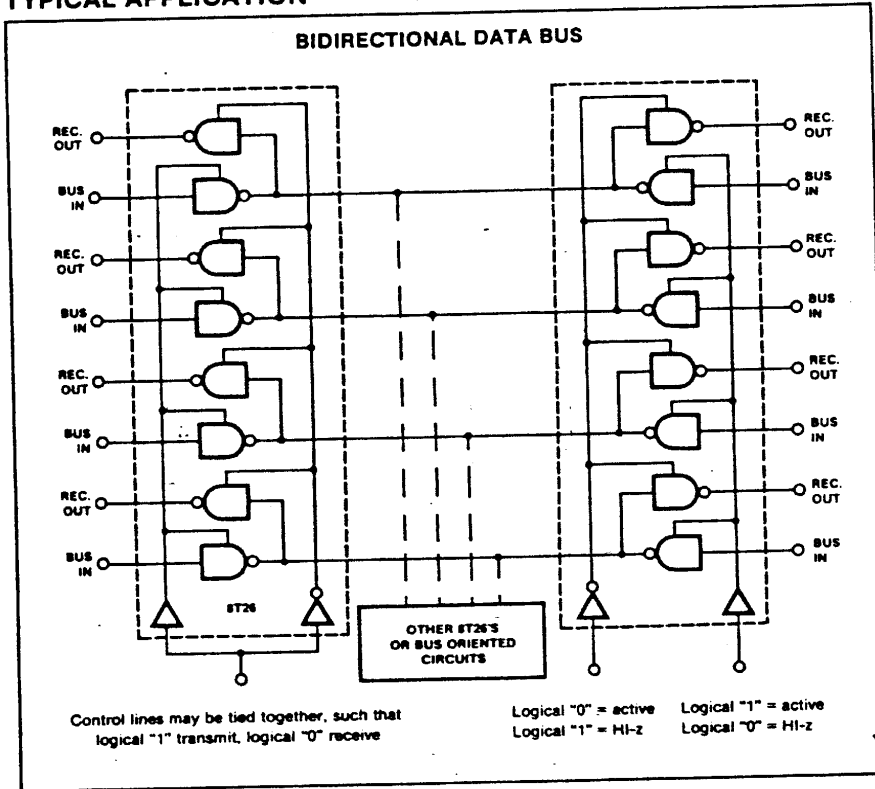 TYPICAL APPLICATION
BIDIRECTIONAL DATA BUS
REC.
OUT
BUS
IN
REC.
OUT
BUS
IN
REC.
OUT
BUS
IN
REC.
OUT
BUS
IN
REC.
OUT
BUS
IN
REC.
OUT
BUS
IN
REC.
OUT
BUS
IN
REC.
OUT
BUS
IN
8T26
OTHER 8T26'S
OR BUS ORIENTED
CIRCUITS
Control lines may be tied together, such that
logical "1" transmit, logical "0" receive
Logical "0" = active
Logical "1" = HI-z
Logical "1" = active
Logical "0" = HI-z